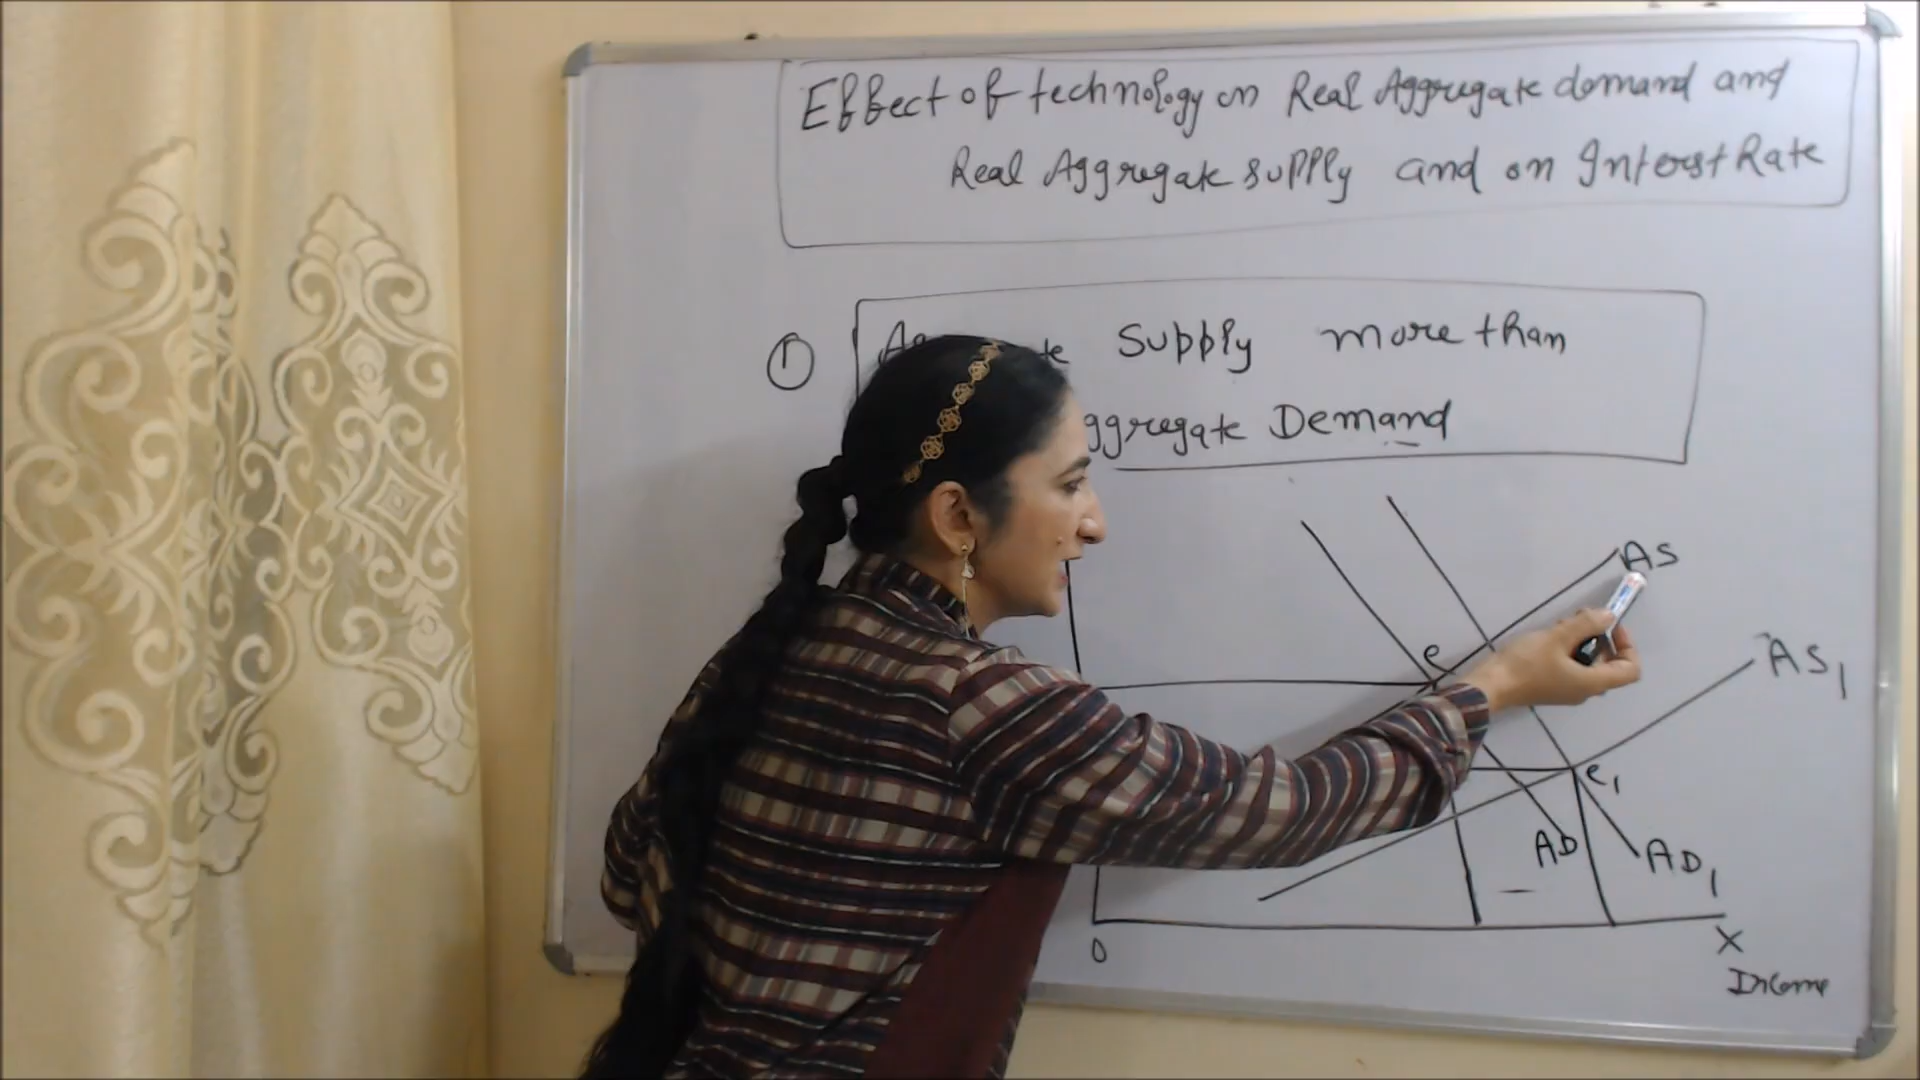 Effect of technology on Real Aggregate demand and
Real Aggregate supply and on Interest Rate
1 Supply more than
ggregate Demand
AS
e
AS1
e1
AD
AD1
0
X
Income